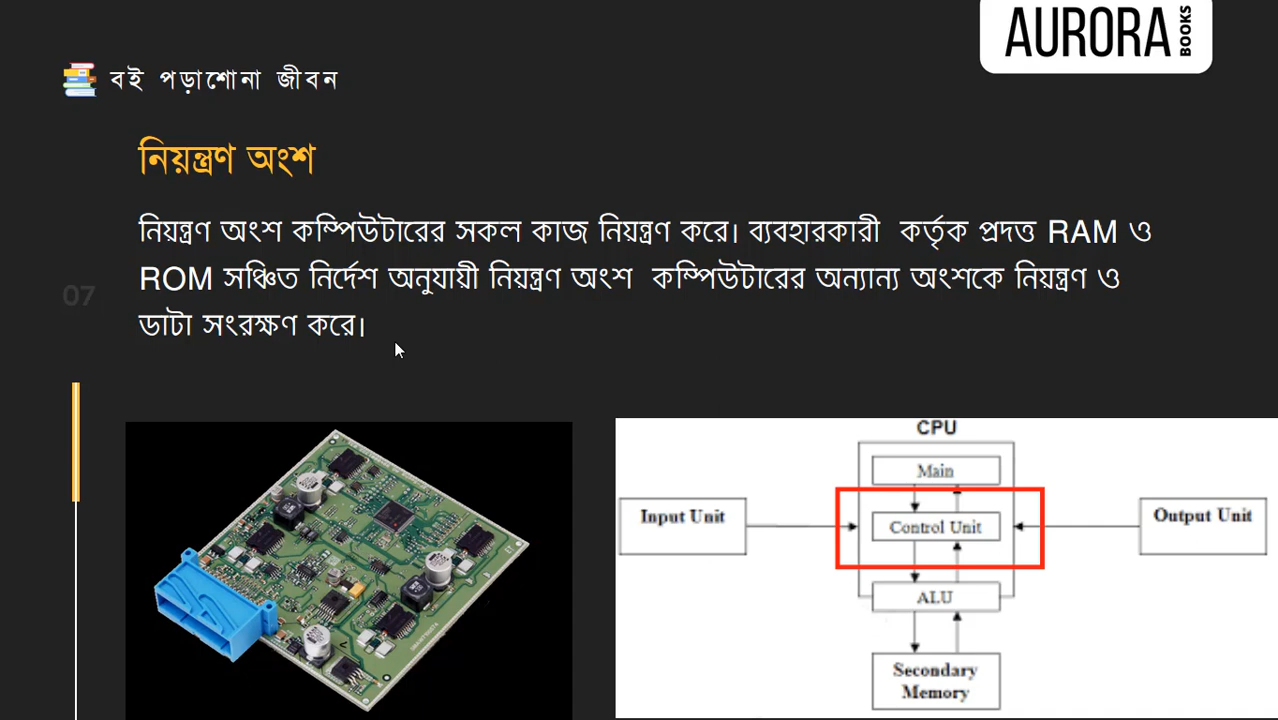 AURORA BOOKS
বই পড়াশোনা জীবন
নিয়ন্ত্রণ অংশ
নিয়ন্ত্রণ অংশ কম্পিউটারের সকল কাজ নিয়ন্ত্রণ করে। ব্যবহারকারী কর্তৃক প্রদত্ত RAM ও
ROM সঞ্চিত নির্দেশ অনুযায়ী নিয়ন্ত্রণ অংশ কম্পিউটারের অন্যান্য অংশকে নিয়ন্ত্রণ ও
ডাটা সংরক্ষণ করে।
07
CPU
Main
Input Unit
Control Unit
Output Unit
ALU
Secondary
Memory